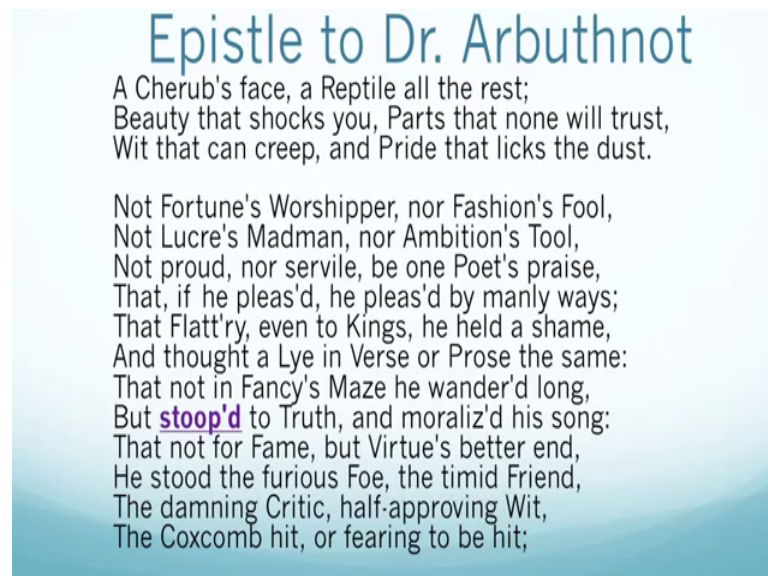 Epistle to Dr. Arbuthnot
A Cherub's face, a Reptile all the rest;
Beauty that shocks you, Parts that none will trust,
Wit that can creep, and Pride that licks the dust.
Not Fortune's Worshipper, nor Fashion's Fool,
Not Lucre's Madman, nor Ambition's Tool,
Not proud, nor servile, be one Poet's praise,
That, if he pleas'd, he pleas'd by manly ways;
That Flatt'ry, even to Kings, he held a shame,
And thought a Lye in Verse or Prose the same:
That not in Fancy's Maze he wander'd long,
But stoop'd to Truth, and moraliz'd his song:
That not for Fame, but Virtue's better end,
He stood the furious Foe, the timid Friend,
The damning Critic, half-approving Wit,
The Coxcomb hit, or fearing to be hit;